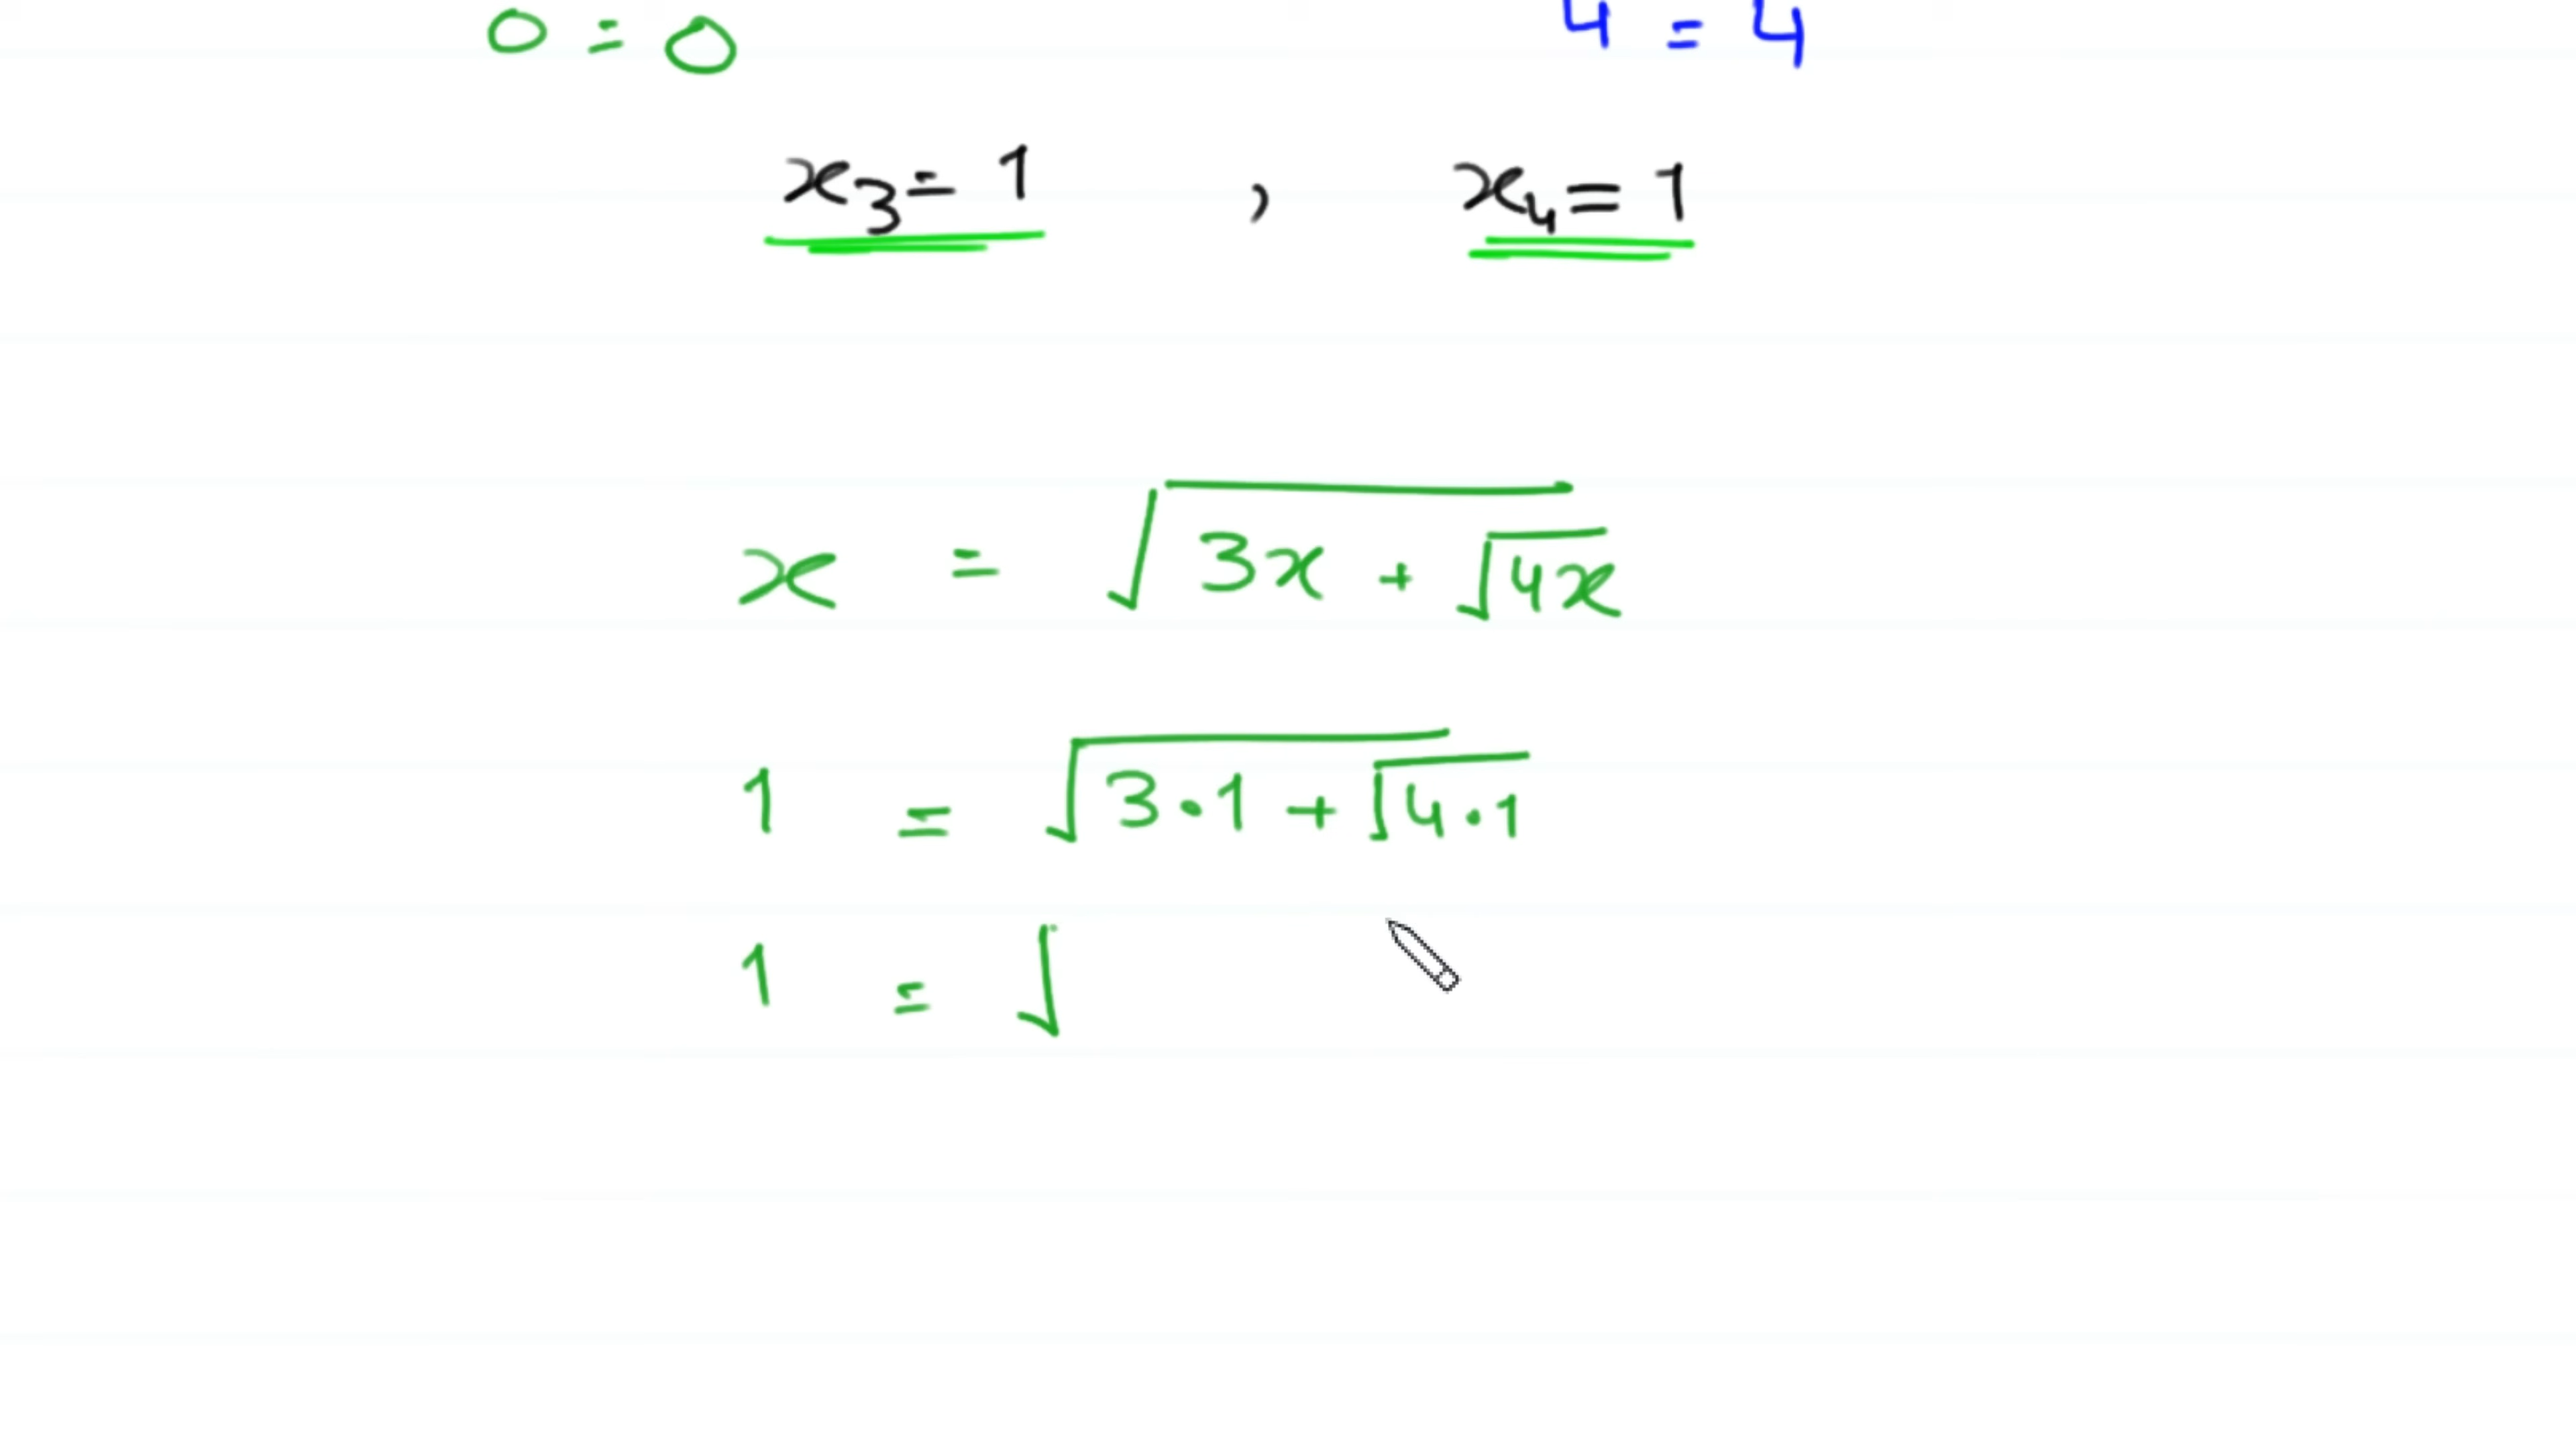 0 = 0 4 = 4
x₃ = 1 , x₄ = 1
x = √(3x + √4x)
1 = √(3·1 + √4·1)
1 = √